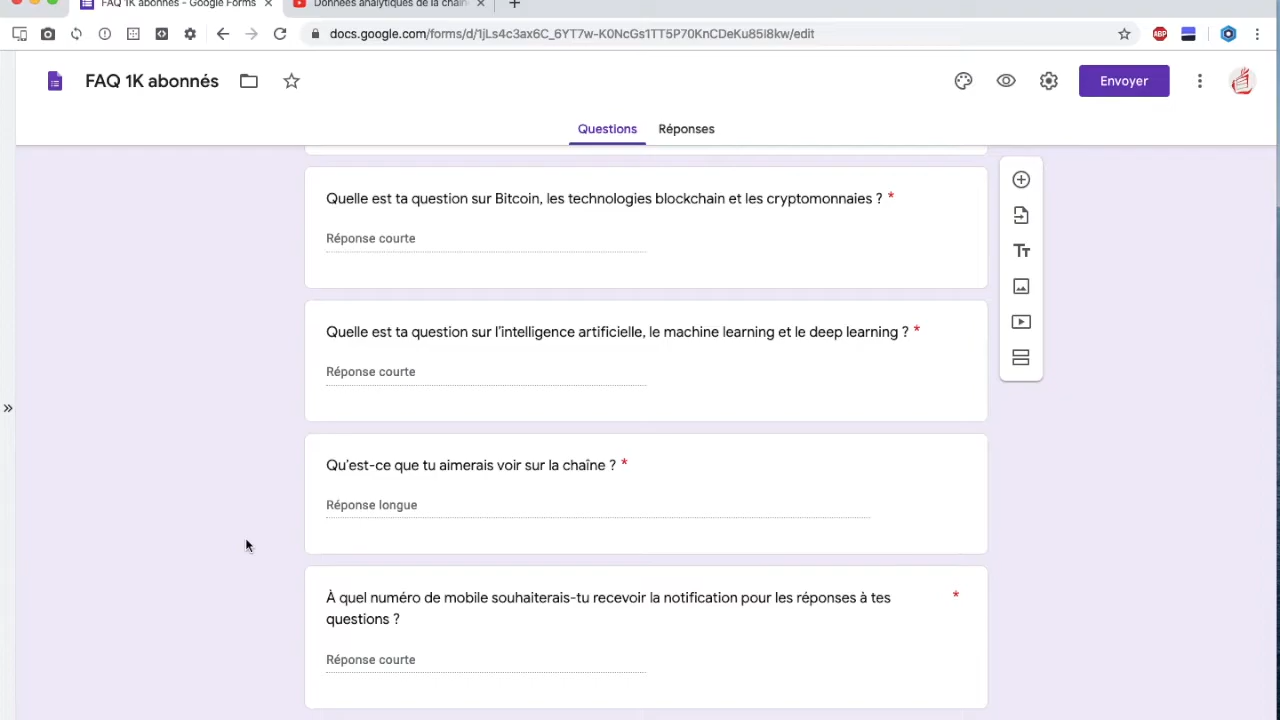 FAQ 1K abonnés - Google Forms
Données analytiques de la chaîn
docs.google.com/forms/d/1jLs4c3ax6C_6YT7w-K0NcGs1TT5P70KnCDeKu85I8kw/edit
ABP
FAQ 1K abonnés
Envoyer
Questions
Réponses
Quelle est ta question sur Bitcoin, les technologies blockchain et les cryptomonnaies ? *
Réponse courte
Quelle est ta question sur l'intelligence artificielle, le machine learning et le deep learning ? *
Réponse courte
Qu'est-ce que tu aimerais voir sur la chaîne ? *
Réponse longue
À quel numéro de mobile souhaiterais-tu recevoir la notification pour les réponses à tes *
questions ?
Réponse courte